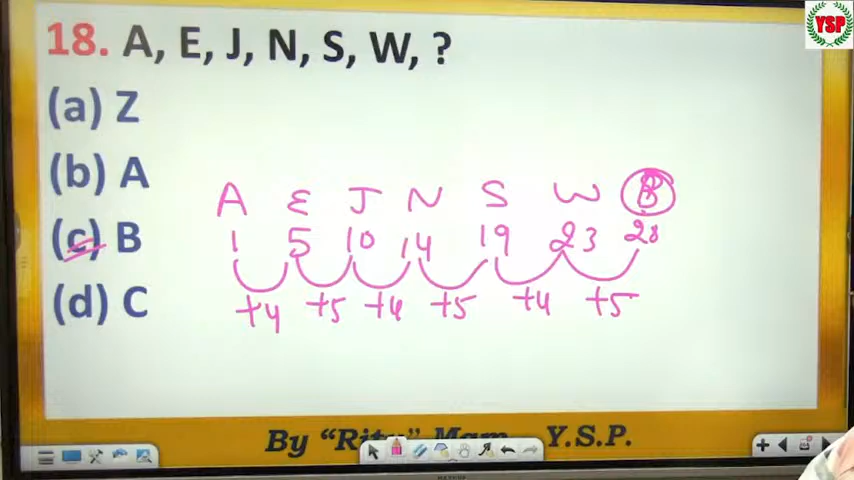 18. A, E, J, N, S, W, ?
(a) Z
(b) A
(c) B
(d) C
A E J N S W B
1 5 10 14 19 23 28
+4 +5 +4 +5 +4 +5
By "Ritu" Mam Y.S.P.
YSP